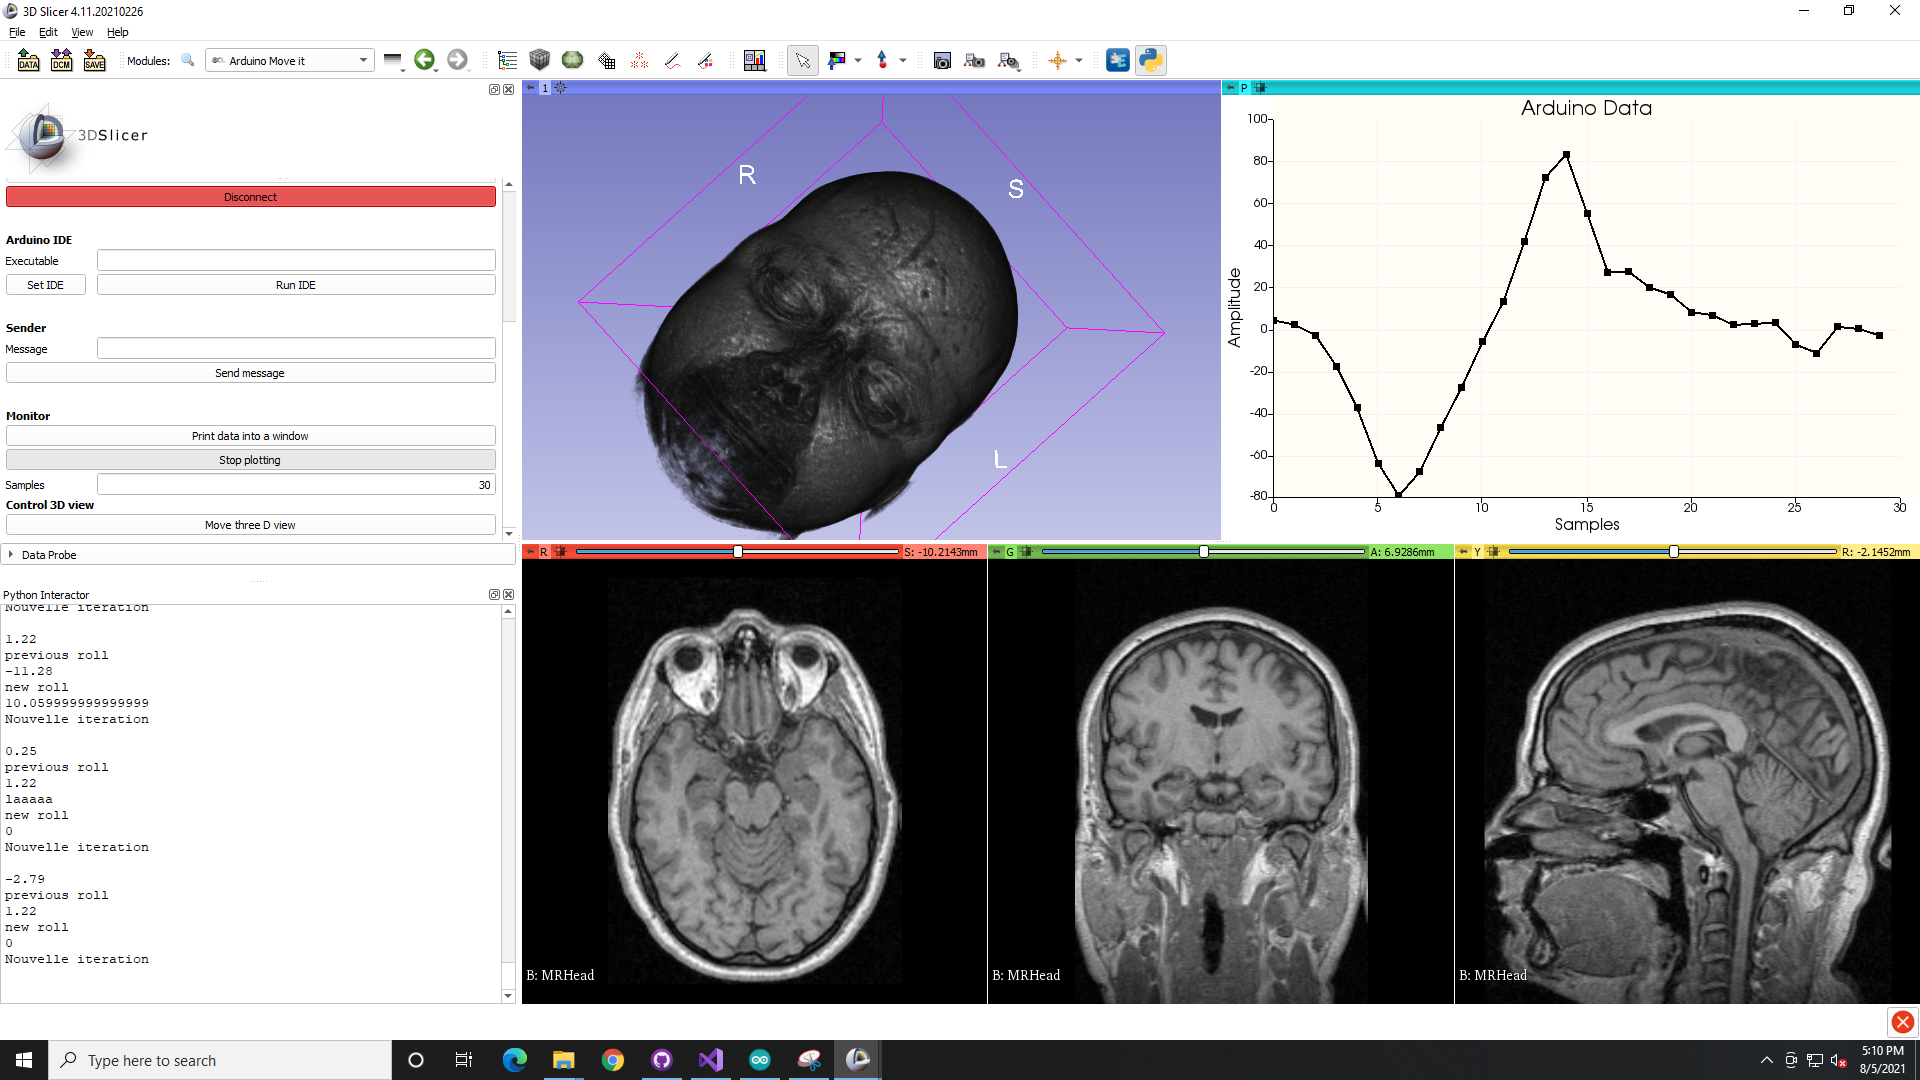 3D Slicer 4.11.20210226
File Edit View Help
DATA DCM SAVE Modules: Arduino Move it
3DSlicer
Disconnect
Arduino IDE
Executable
Set IDE Run IDE
Sender
Message
Send message
Monitor
Print data into a window
Stop plotting
Samples 30
Control 3D view
Move three D view
Data Probe
Python Interactor
Nouvelle iteration
1.22
previous roll
-11.28
new roll
10.059999999999999
Nouvelle iteration
0.25
previous roll
1.22
laaaaa
new roll
0
Nouvelle iteration
-2.79
previous roll
1.22
new roll
0
Nouvelle iteration
1
R
S
L
P
Arduino Data
100
80
60
40
20
0
-20
-40
-60
-80
Amplitude
0 5 10 15 20 25 30
Samples
R S: -10.2143mm
B: MRHead
G A: 6.9286mm
B: MRHead
Y R: -2.1452mm
B: MRHead
Type here to search
5:10 PM
8/5/2021